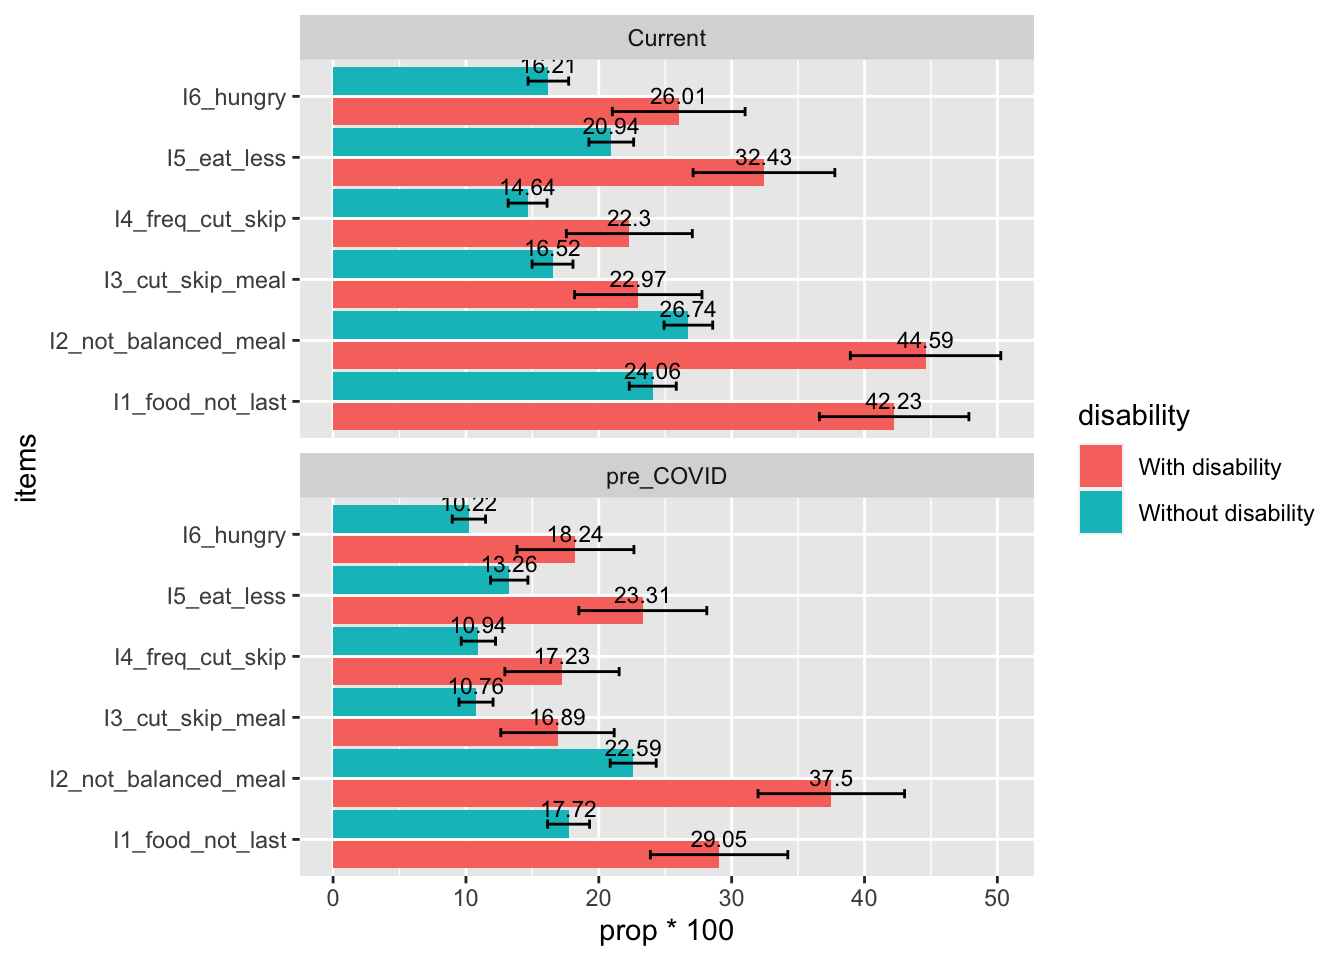 Current
16.21
I6_hungry
26.01
20.94
I5_eat_less
32.43
14.64
I4_freq_cut_skip
22.3
16.52
I3_cut_skip_meal
22.97
26.74
I2_not_balanced_meal
44.59
24.06
I1_food_not_last
42.23
items
pre_COVID
10.22
I6_hungry
18.24
13.26
I5_eat_less
23.31
10.94
I4_freq_cut_skip
17.23
10.76
I3_cut_skip_meal
16.89
22.59
I2_not_balanced_meal
37.5
17.72
I1_food_not_last
29.05
0 10 20 30 40 50
prop * 100
disability
With disability
Without disability